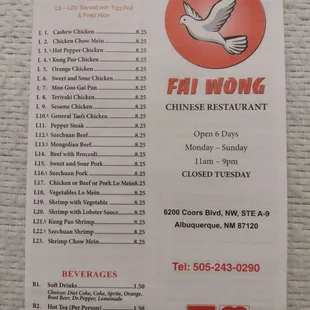 L1 - L23 Served with Egg Roll
& Fried Rice
L 1. Cashew Chicken 8.25
L 2. Chicken Chow Mein 8.25
L 3. Hot Pepper Chicken 8.25
L 4. Kung Pao Chicken 8.25
L 5. Orange Chicken 8.25
L 6. Sweet and Sour Chicken 8.25
L 7. Moo Goo Gai Pan 8.25
L 8. Teriyaki Chicken 8.25
L 9. Sesame Chicken 8.25
L10. General Tao's Chicken 8.25
L11. Pepper Steak 8.25
L12. Szechuan Beef 8.25
L13. Mongolian Beef 8.25
L14. Beef with Broccoli 8.25
L15. Sweet and Sour Pork 8.25
L16. Szechuan Pork 8.25
L17. Chicken or Beef or Pork Lo Mein 8.25
L18. Vegetables Lo Mein 8.25
L19. Shrimp with Vegetable 8.25
L20. Shrimp with Lobster Sauce 8.25
L21. Kung Pao Shrimp 8.25
L22. Szechuan Shrimp 8.25
L23. Shrimp Chow Mein 8.25
BEVERAGES
B1. Soft Drinks 1.50
Choices: Diet Coke, Coke, Sprite, Orange,
Root Beer, Dr.Pepper, Lemonade
B2. Hot Tea (Per Person) 1.00
FAI WONG
CHINESE RESTAURANT
Open 6 Days
Monday – Sunday
11am – 9pm
CLOSED TUESDAY
6200 Coors Blvd, NW, STE A-9
Albuquerque, NM 87120
Tel: 505-243-0290